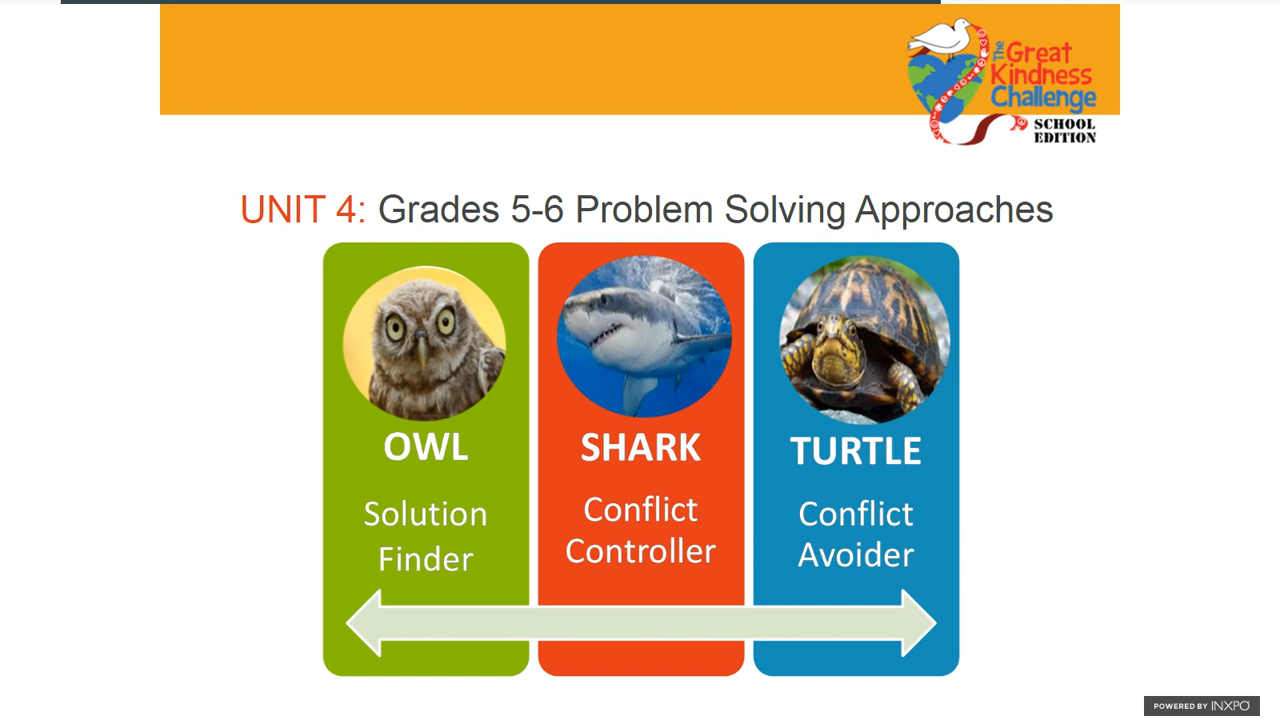 The Great
Kindness
Challenge
SCHOOL
EDITION
UNIT 4: Grades 5-6 Problem Solving Approaches
OWL
Solution
Finder
SHARK
Conflict
Controller
TURTLE
Conflict
Avoider
POWERED BY INXPO